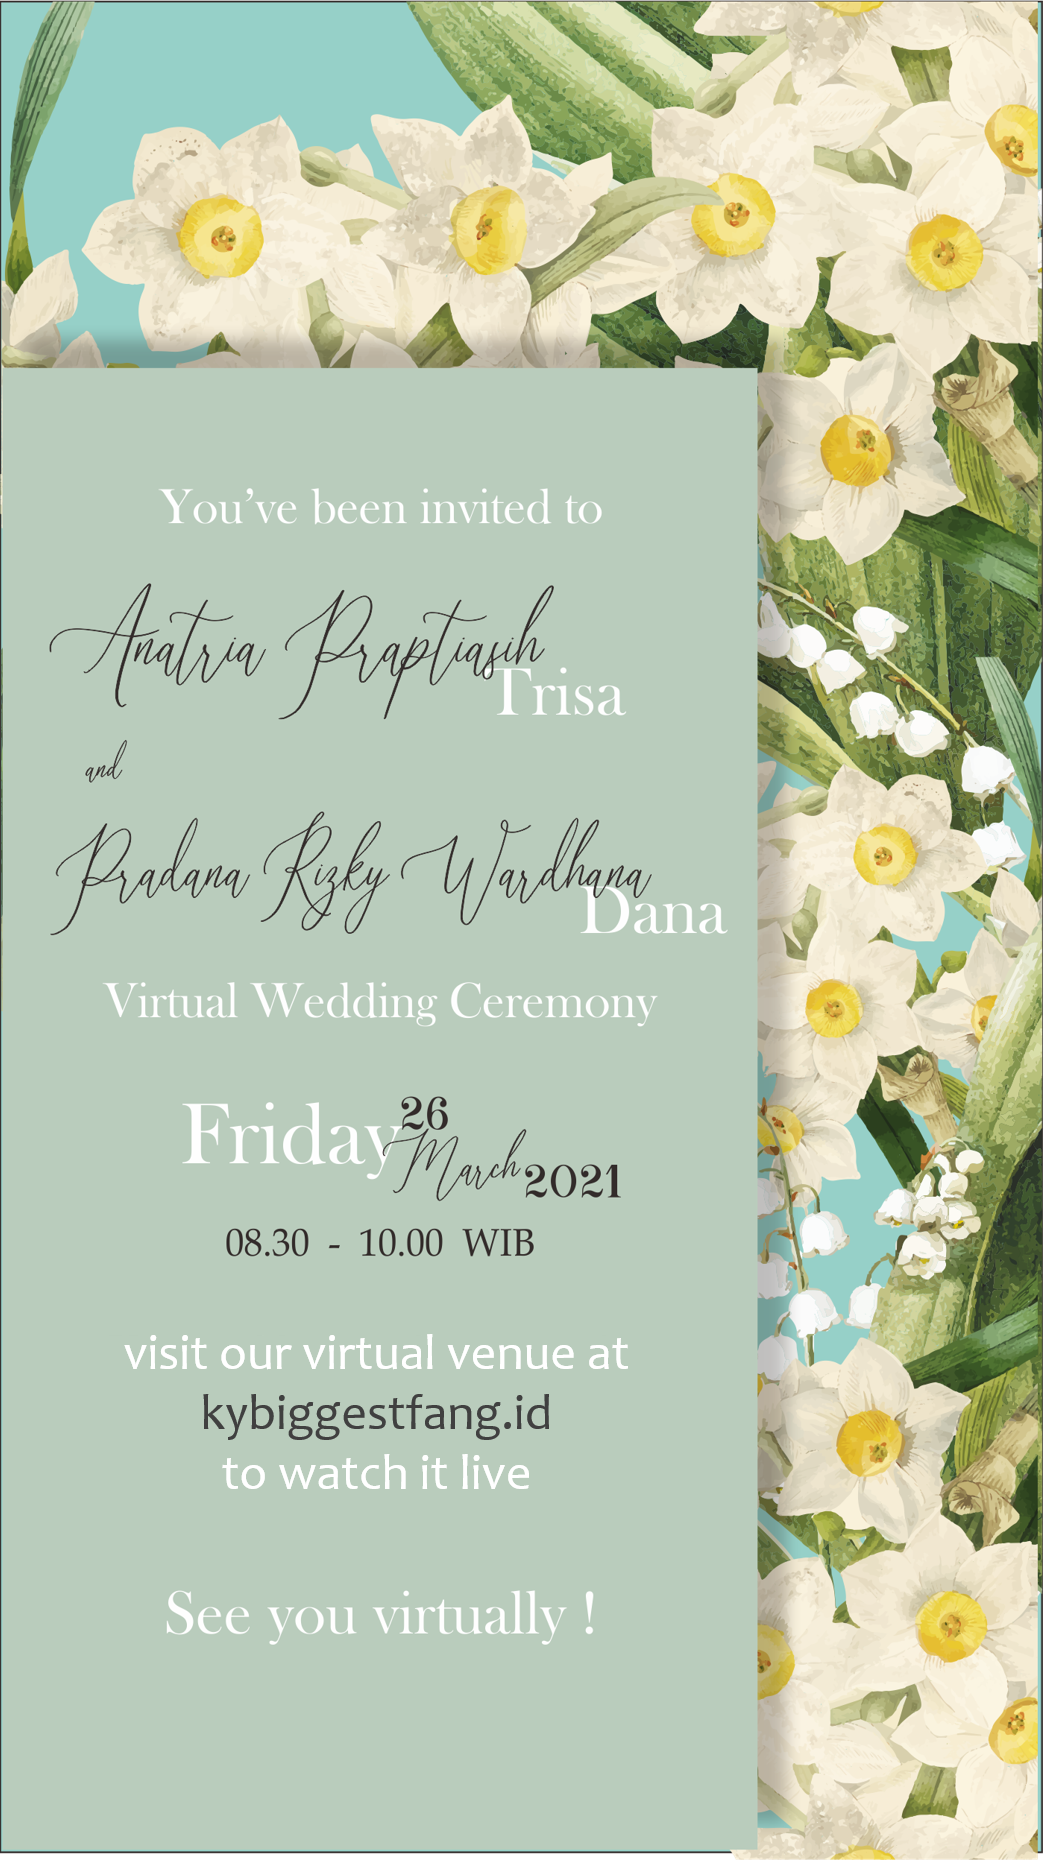 You've been invited to
Anatria Praptiasih
Trisa
and
Pradana Rizky Wardhana
Dana
Virtual Wedding Ceremony
Friday 26 March 2021
08.30 - 10.00 WIB
visit our virtual venue at
kybiggestfang.id
to watch it live
See you virtually !